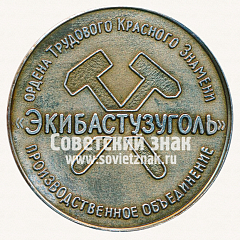 ОРДЕНА ТРУДОВОГО КРАСНОГО ЗНАМЕНИ
«ЭКИБАСТУЗУГОЛЬ»
Советский знак
www.sovietznak.ru
ПРОИЗВОДСТВЕННОЕ ОБЪЕДИНЕНИЕ